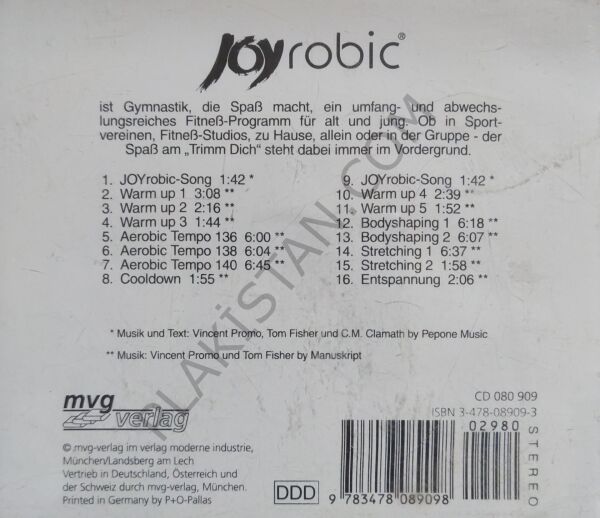 JOYrobic®
ist Gymnastik, die Spaß macht, ein umfang- und abwechs-
lungsreiches Fitneß-Programm für alt und jung. Ob in Sport-
vereinen, Fitneß-Studios, zu Hause, allein oder in der Gruppe - der
Spaß am „Trimm Dich" steht dabei immer im Vordergrund.
1. JOYrobic-Song 1:42 *
2. Warm up 1 3:08 **
3. Warm up 2 2:16 **
4. Warm up 3 1:44 **
5. Aerobic Tempo 136 6:00 **
6. Aerobic Tempo 138 6:04 **
7. Aerobic Tempo 140 6:45 **
8. Cooldown 1:55 **
9. JOYrobic-Song 1:42 *
10. Warm up 4 2:39 **
11. Warm up 5 1:52 **
12. Bodyshaping 1 6:18 **
13. Bodyshaping 2 6:07 **
14. Stretching 1 6:37 **
15. Stretching 2 1:58 **
16. Entspannung 2:06 **
* Musik und Text: Vincent Promo, Tom Fisher und C.M. Clamath by Pepone Music
** Musik: Vincent Promo und Tom Fisher by Manuskript
PLAKİSTAN.COM
mvg
verlag
© mvg-verlag im verlag moderne industrie,
München/Landsberg am Lech
Vertrieb in Deutschland, Österreich und
der Schweiz durch mvg-verlag, München.
Printed in Germany by P+O-Pallas
DDD
CD 080 909
ISBN 3-478-08909-3
02980
9 783478 089098
STEREO